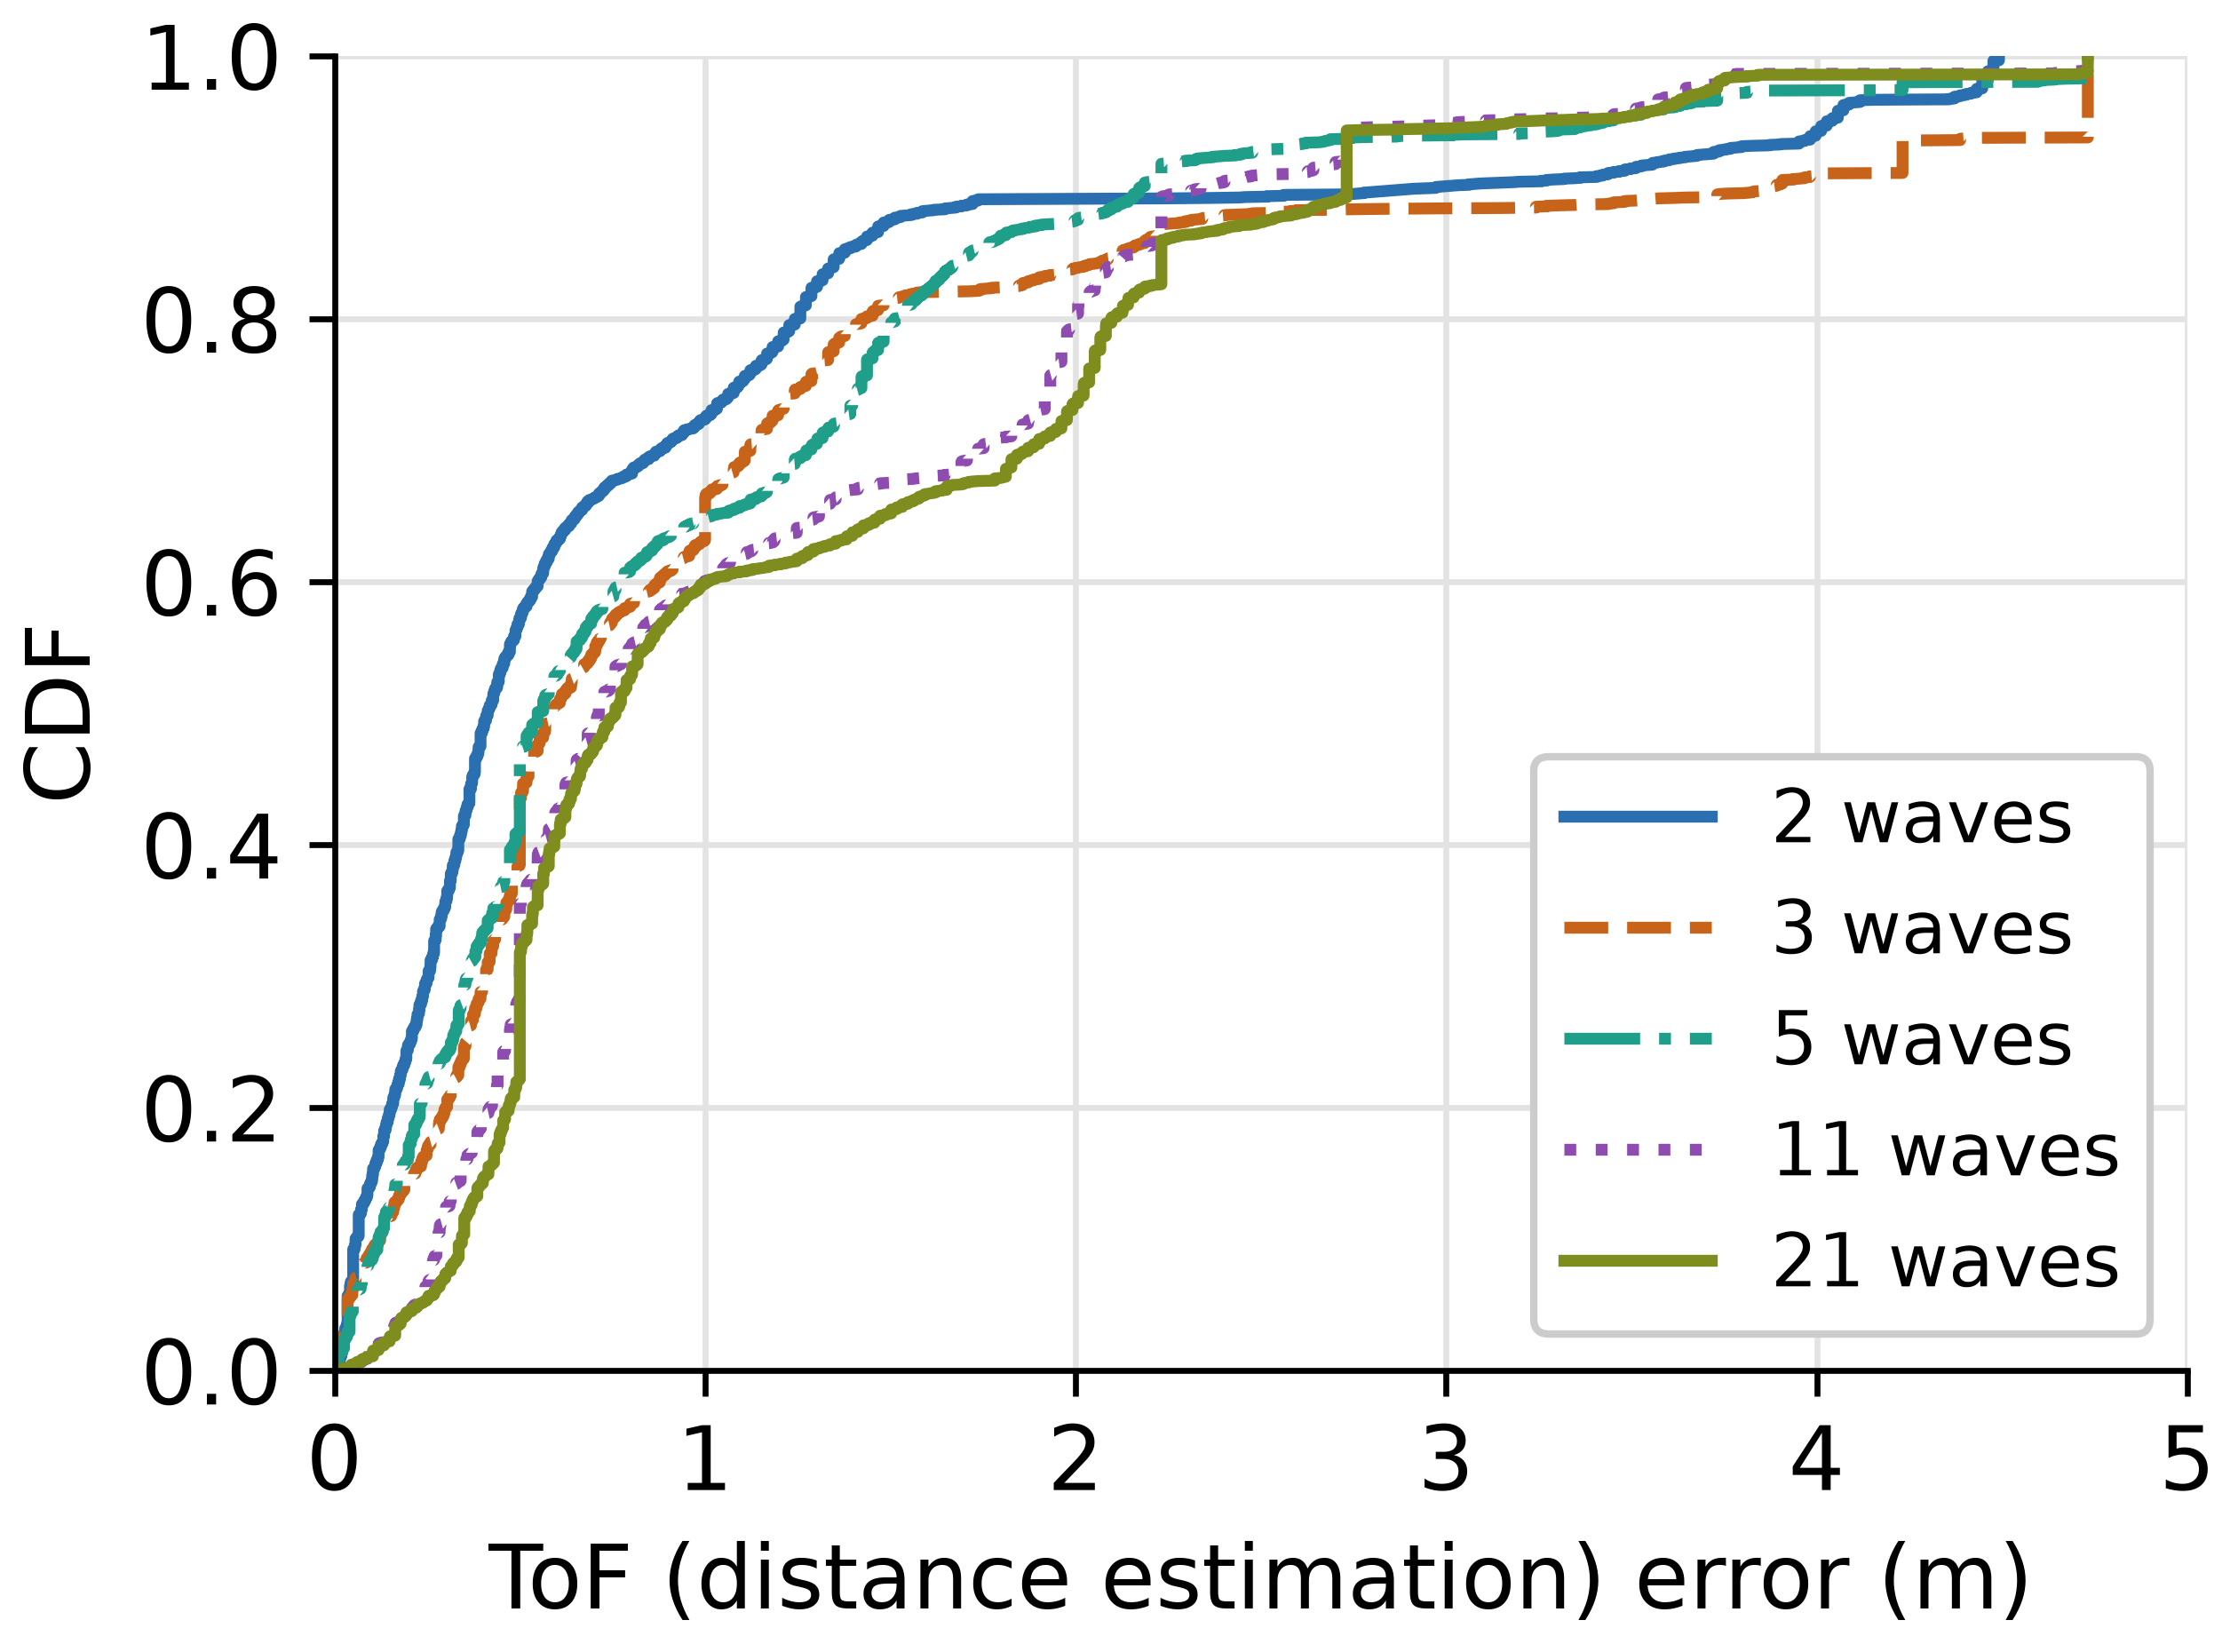 1.0
0.8
0.6
0.4
0.2
0.0
CDF
0 1 2 3 4 5
ToF (distance estimation) error (m)
2 waves
3 waves
5 waves
11 waves
21 waves